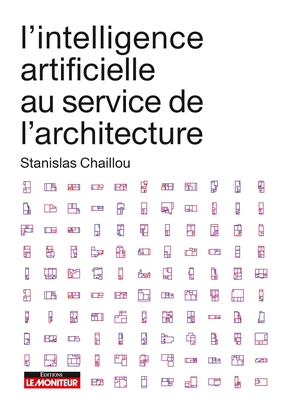 l'intelligence
artificielle
au service de
l'architecture
Stanislas Chaillou
EDITIONS
LE MONITEUR